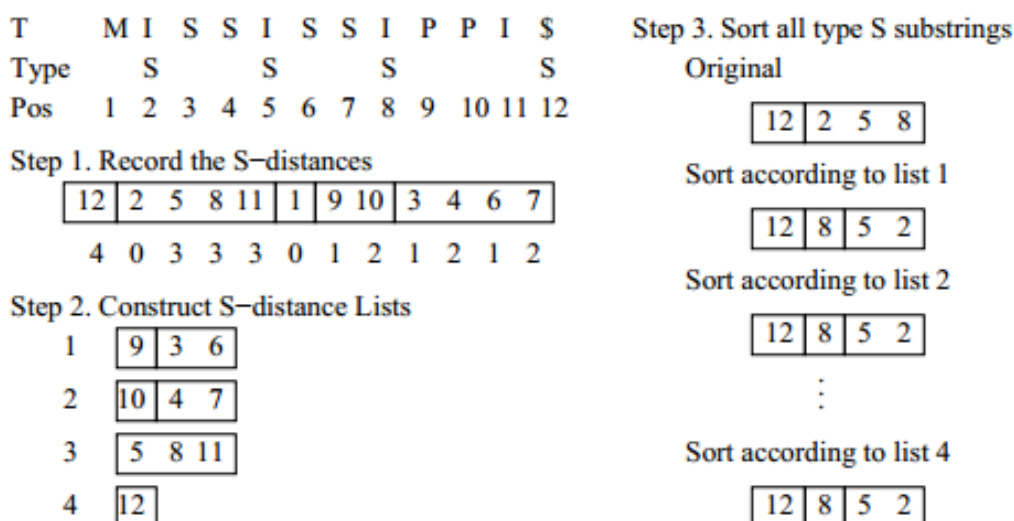 T M I S S I S S I P P I $
Type S S S S
Pos 1 2 3 4 5 6 7 8 9 10 11 12
Step 1. Record the S−distances
12 2 5 8 11 1 9 10 3 4 6 7
4 0 3 3 3 0 1 2 1 2 1 2
Step 2. Construct S−distance Lists
1 9 3 6
2 10 4 7
3 5 8 11
4 12
Step 3. Sort all type S substrings
Original
12 2 5 8
Sort according to list 1
12 8 5 2
Sort according to list 2
12 8 5 2
⋮
Sort according to list 4
12 8 5 2